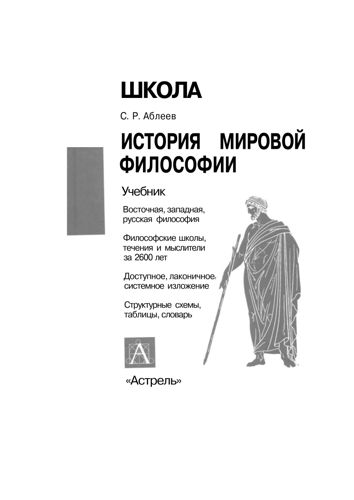 ШКОЛА
С. Р. Аблеев
ИСТОРИЯ МИРОВОЙ
ФИЛОСОФИИ
Учебник
Восточная, западная,
русская философия
Философские школы,
течения и мыслители
за 2600 лет
Доступное, лаконичное,
системное изложение
Структурные схемы,
таблицы, словарь
А
«Астрель»